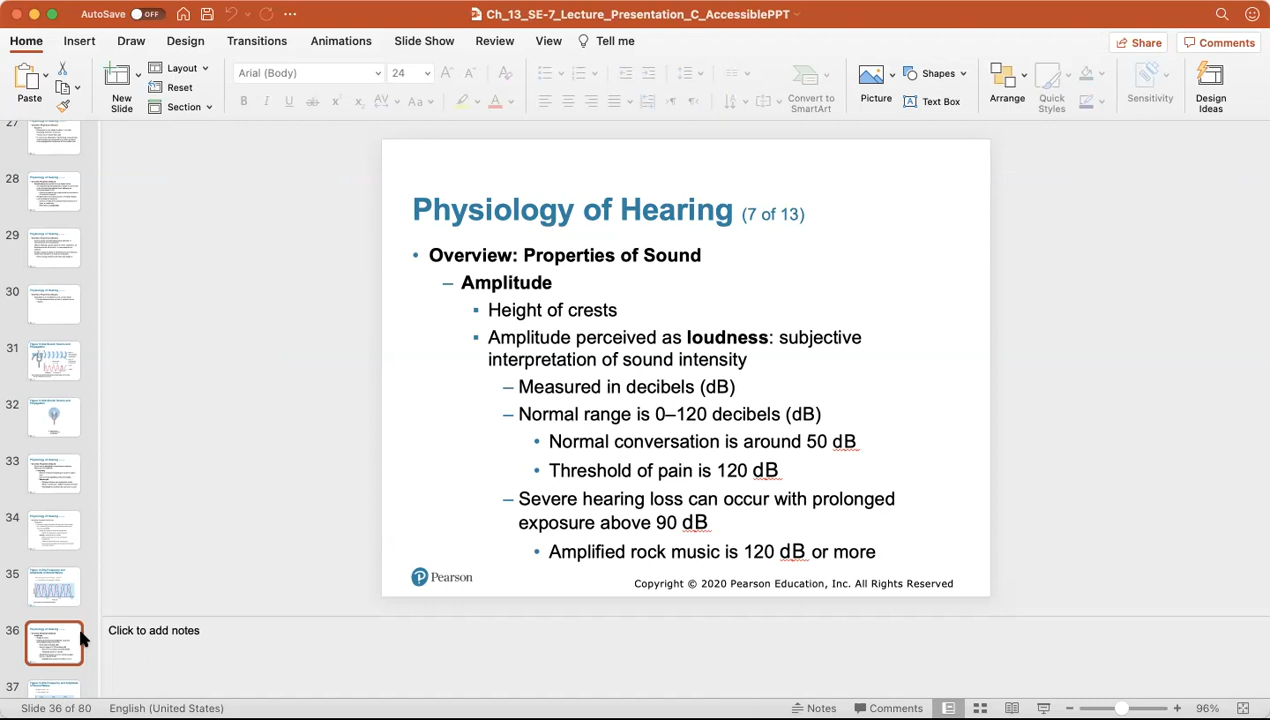 AutoSave OFF
Ch_13_SE-7_Lecture_Presentation_C_AccessiblePPT
Home Insert Draw Design Transitions Animations Slide Show Review View Tell me Share Comments
Paste
New Slide
Layout
Reset
Section
Arial (Body) 24
Convert to SmartArt
Picture
Shapes
Text Box
Arrange
Quick Styles
Sensitivity
Design Ideas
27
28
29
30
31
32
33
34
35
36
37
Physiology of Hearing (7 of 13)
• Overview: Properties of Sound
– Amplitude
▪ Height of crests
▪ Amplitude perceived as loudness: subjective
interpretation of sound intensity
– Measured in decibels (dB)
– Normal range is 0–120 decibels (dB)
• Normal conversation is around 50 dB
• Threshold of pain is 120 dB
– Severe hearing loss can occur with prolonged
exposure above 90 dB
• Amplified rock music is 120 dB or more
Pearson
Copyright © 2020 Pearson Education, Inc. All Rights Reserved
Click to add notes
Slide 36 of 80 English (United States) Notes Comments 96%